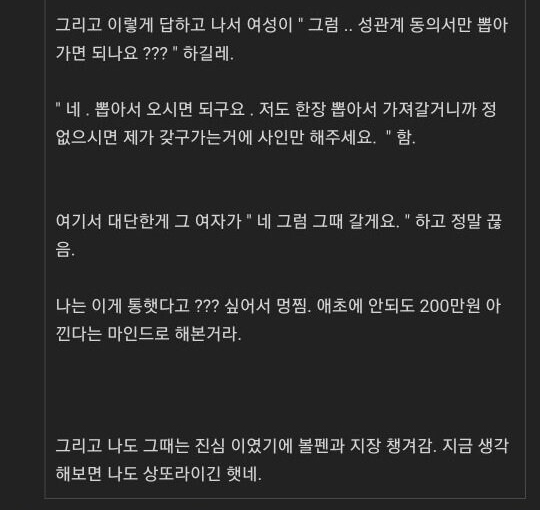 그리고 이렇게 답하고 나서 여성이 " 그럼 .. 성관계 동의서만 뽑아
가면 되나요 ??? " 하길레.
" 네 . 뽑아서 오시면 되구요 . 저도 한장 뽑아서 가져갈거니까 정
없으시면 제가 갖구가는거에 사인만 해주세요.  " 함.
여기서 대단한게 그 여자가 " 네 그럼 그때 갈게요. " 하고 정말 끊
음.
나는 이게 통햇다고 ??? 싶어서 멍찜. 애초에 안되도 200만원 아
낀다는 마인드로 해본거라.
그리고 나도 그때는 진심 이였기에 볼펜과 지장 챙겨감. 지금 생각
해보면 나도 상또라이긴 햇네.